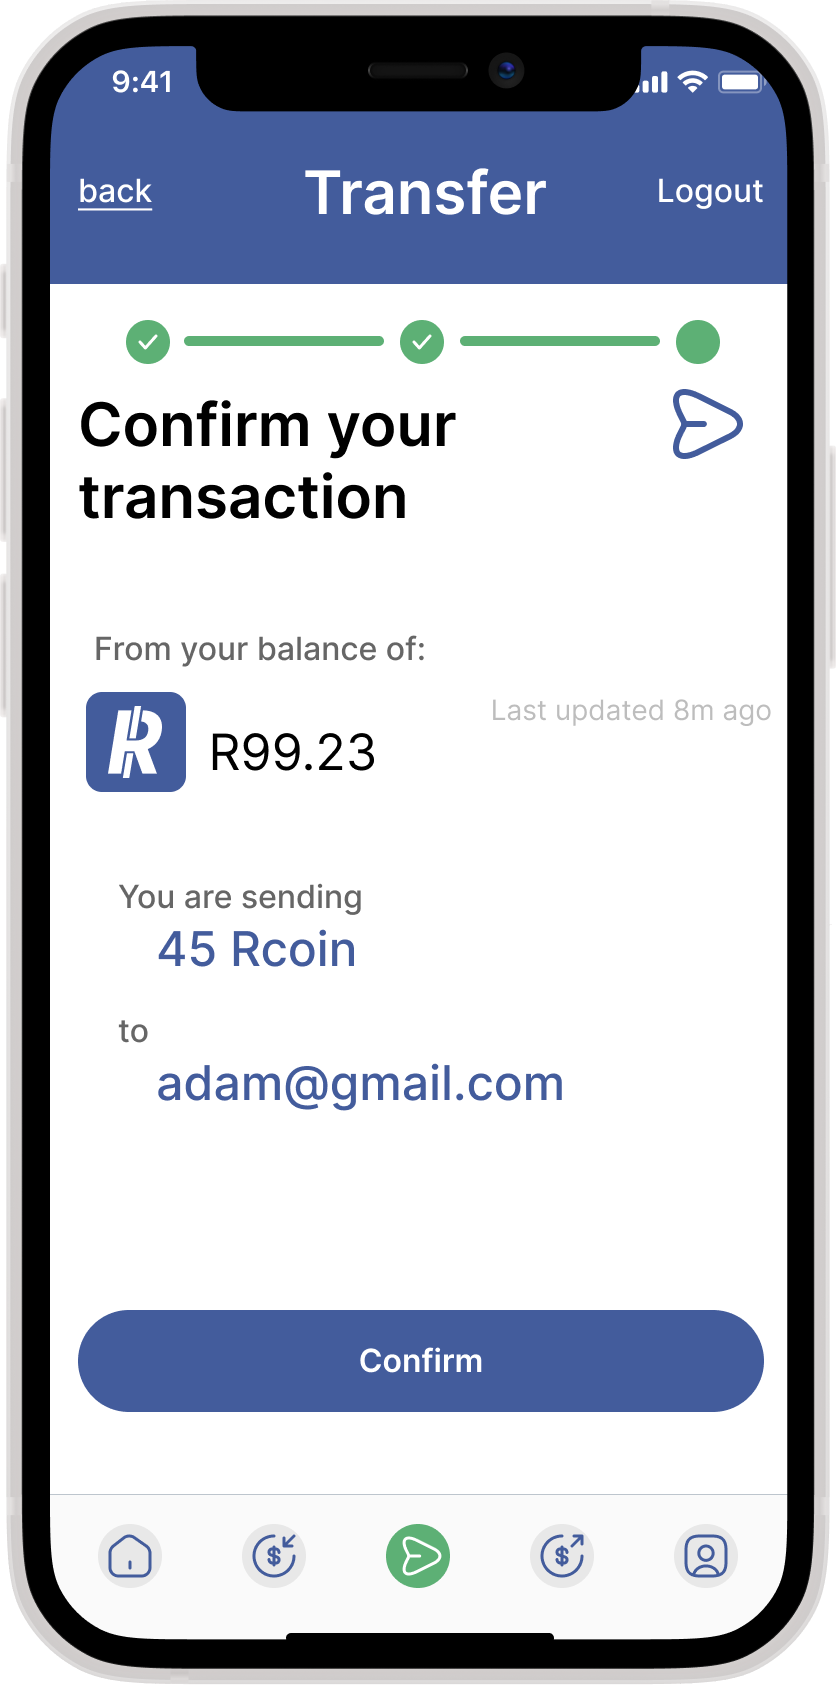 9:41
back
Transfer
Logout
Confirm your
transaction
From your balance of:
Last updated 8m ago
R
R99.23
You are sending
45 Rcoin
to
adam@gmail.com
Confirm
$
$